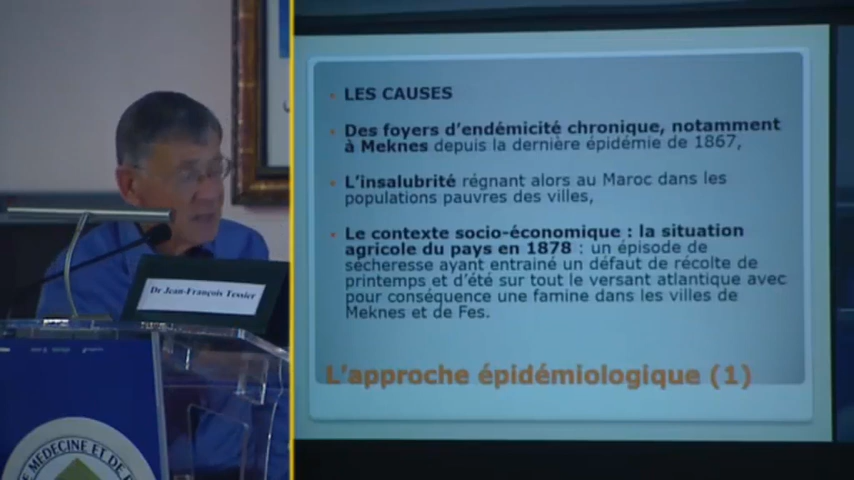 LES CAUSES
Des foyers d'endémicité chronique, notamment
à Meknes depuis la dernière épidémie de 1867,
L'insalubrité régnant alors au Maroc dans les
populations pauvres des villes,
Le contexte socio-économique : la situation
agricole du pays en 1878 : un épisode de
sècheresse ayant entrainé un défaut de récolte de
printemps et d'été sur tout le versant atlantique avec
pour conséquence une famine dans les villes de
Meknes et de Fes.
L'approche épidémiologique (1)
Dr Jean-François Tessier
MEDECINE ET DE